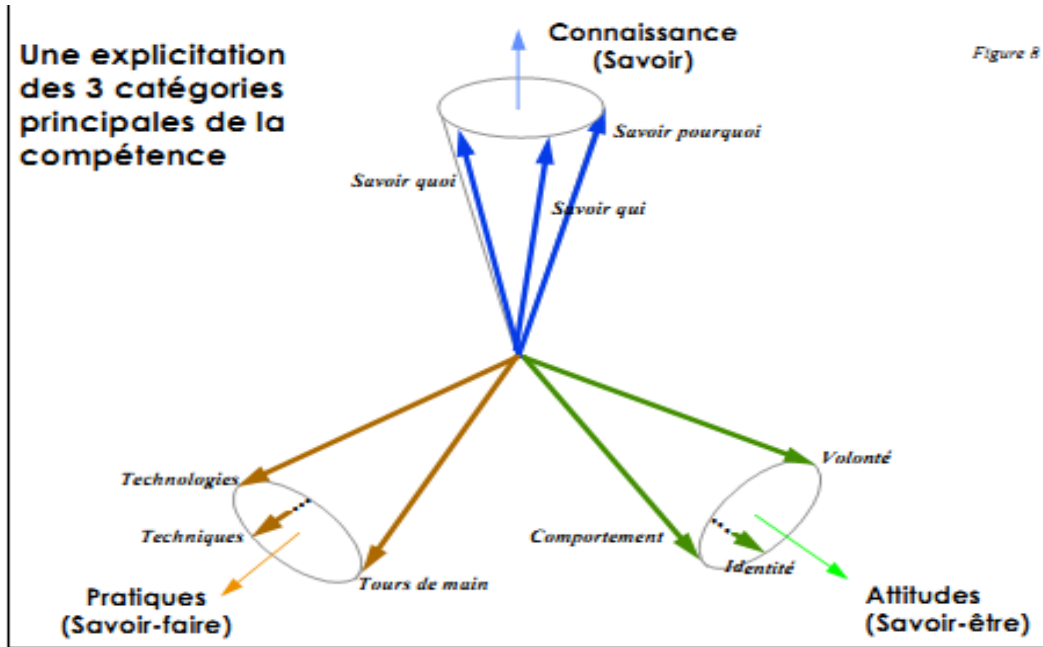 Une explicitation
des 3 catégories
principales de la
compétence
Connaissance
(Savoir)
Figure 8
Savoir pourquoi
Savoir quoi
Savoir qui
Technologies
Techniques
Tours de main
Pratiques
(Savoir-faire)
Volonté
Comportement
Identité
Attitudes
(Savoir-être)